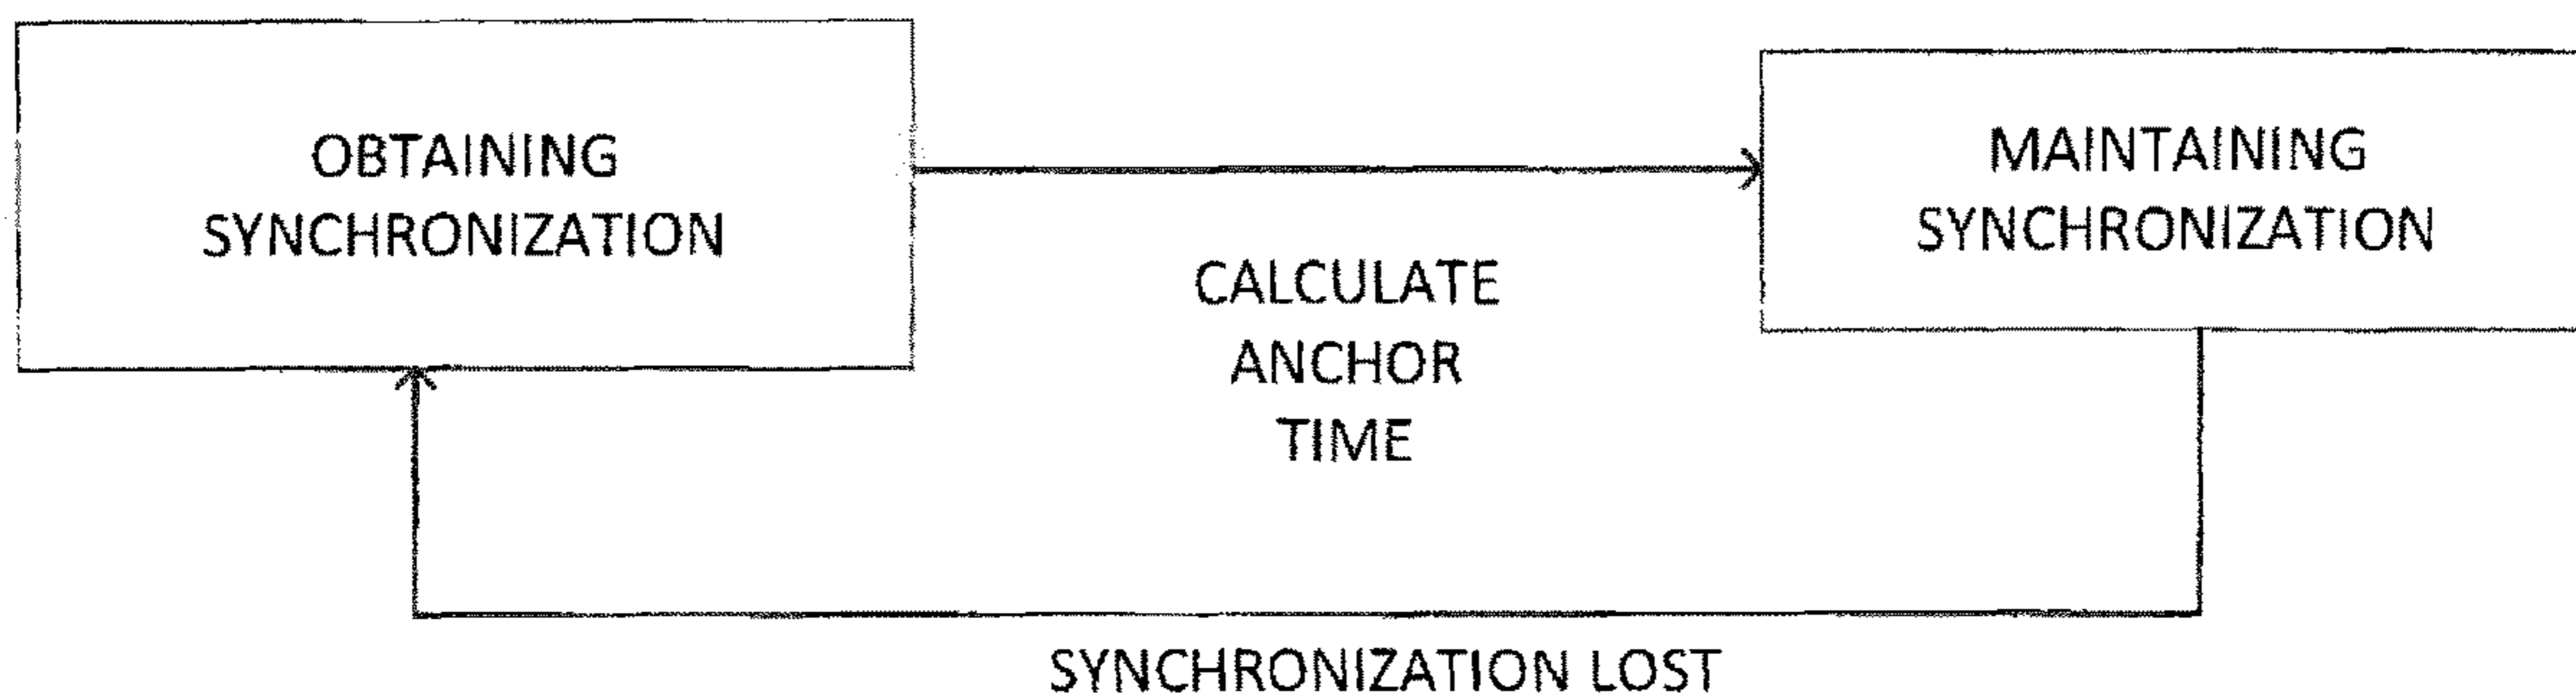 OBTAINING
SYNCHRONIZATION
MAINTAINING
SYNCHRONIZATION
CALCULATE
ANCHOR
TIME
SYNCHRONIZATION LOST